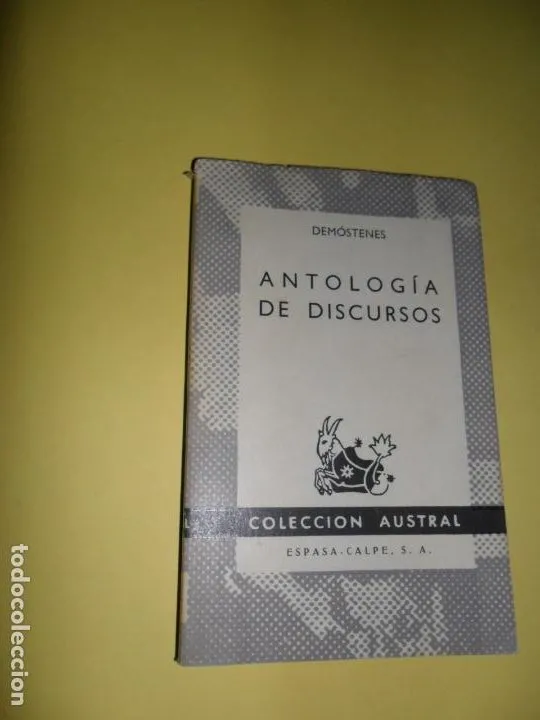 DEMÓSTENES
ANTOLOGÍA
DE DISCURSOS
COLECCION AUSTRAL
ESPASA-CALPE, S. A.
todocoleccion